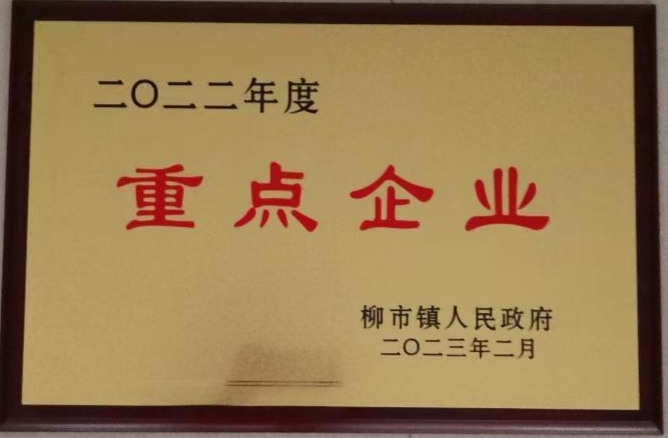 二〇二二年度
重点企业
柳市镇人民政府
二〇二三年二月